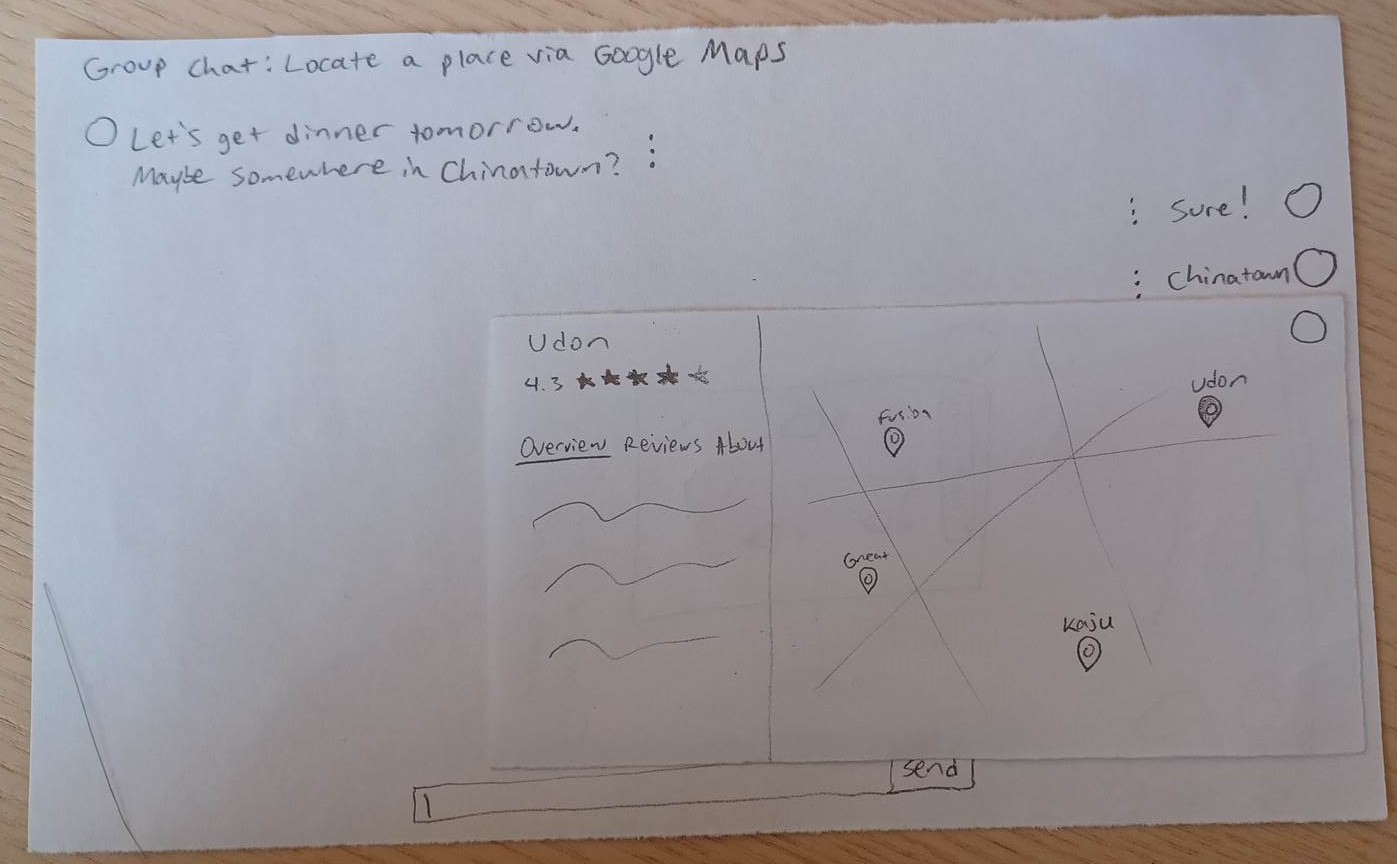 Group Chat: Locate a place via Google Maps
Let's get dinner tomorrow.
Maybe somewhere in Chinatown?
Sure!
Chinatown
Udon
4.3
Overview Reviews About
Udon
Fusion
Great
Kaju
Send